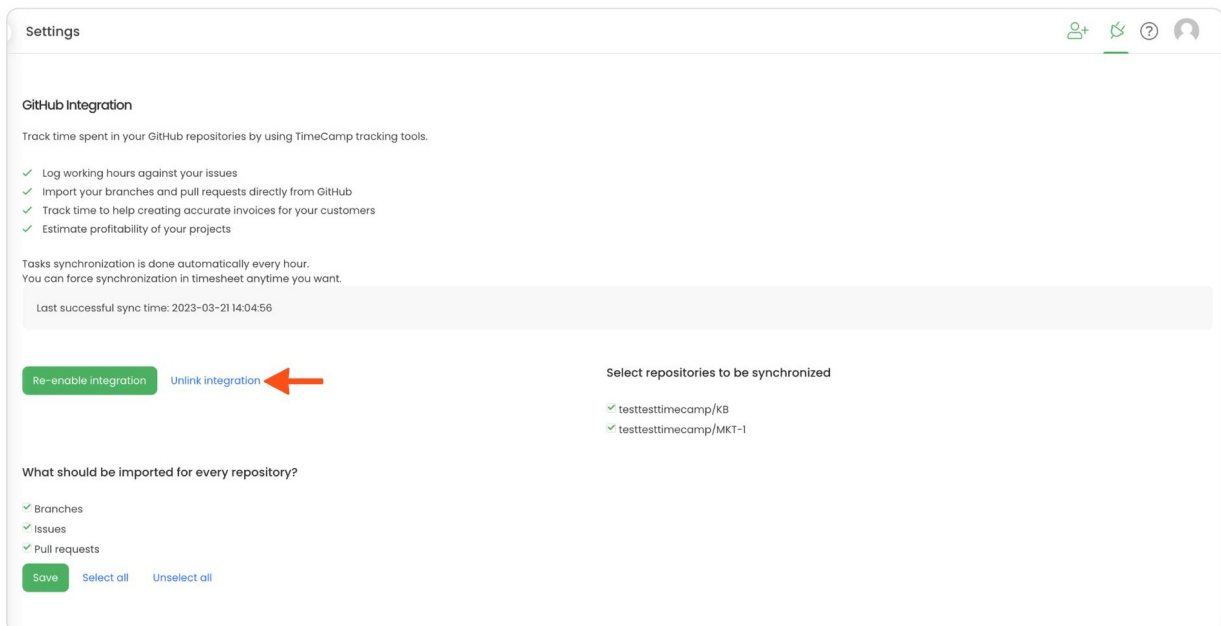 Settings
GitHub Integration
Track time spent in your GitHub repositories by using TimeCamp tracking tools.
Log working hours against your issues
Import your branches and pull requests directly from GitHub
Track time to help creating accurate invoices for your customers
Estimate profitability of your projects
Tasks synchronization is done automatically every hour.
You can force synchronization in timesheet anytime you want.
Last successful sync time: 2023-03-21 14:04:56
Re-enable integration Unlink integration
Select repositories to be synchronized
testtesttimecamp/KB
testtesttimecamp/MKT-1
What should be imported for every repository?
Branches
Issues
Pull requests
Save Select all Unselect all